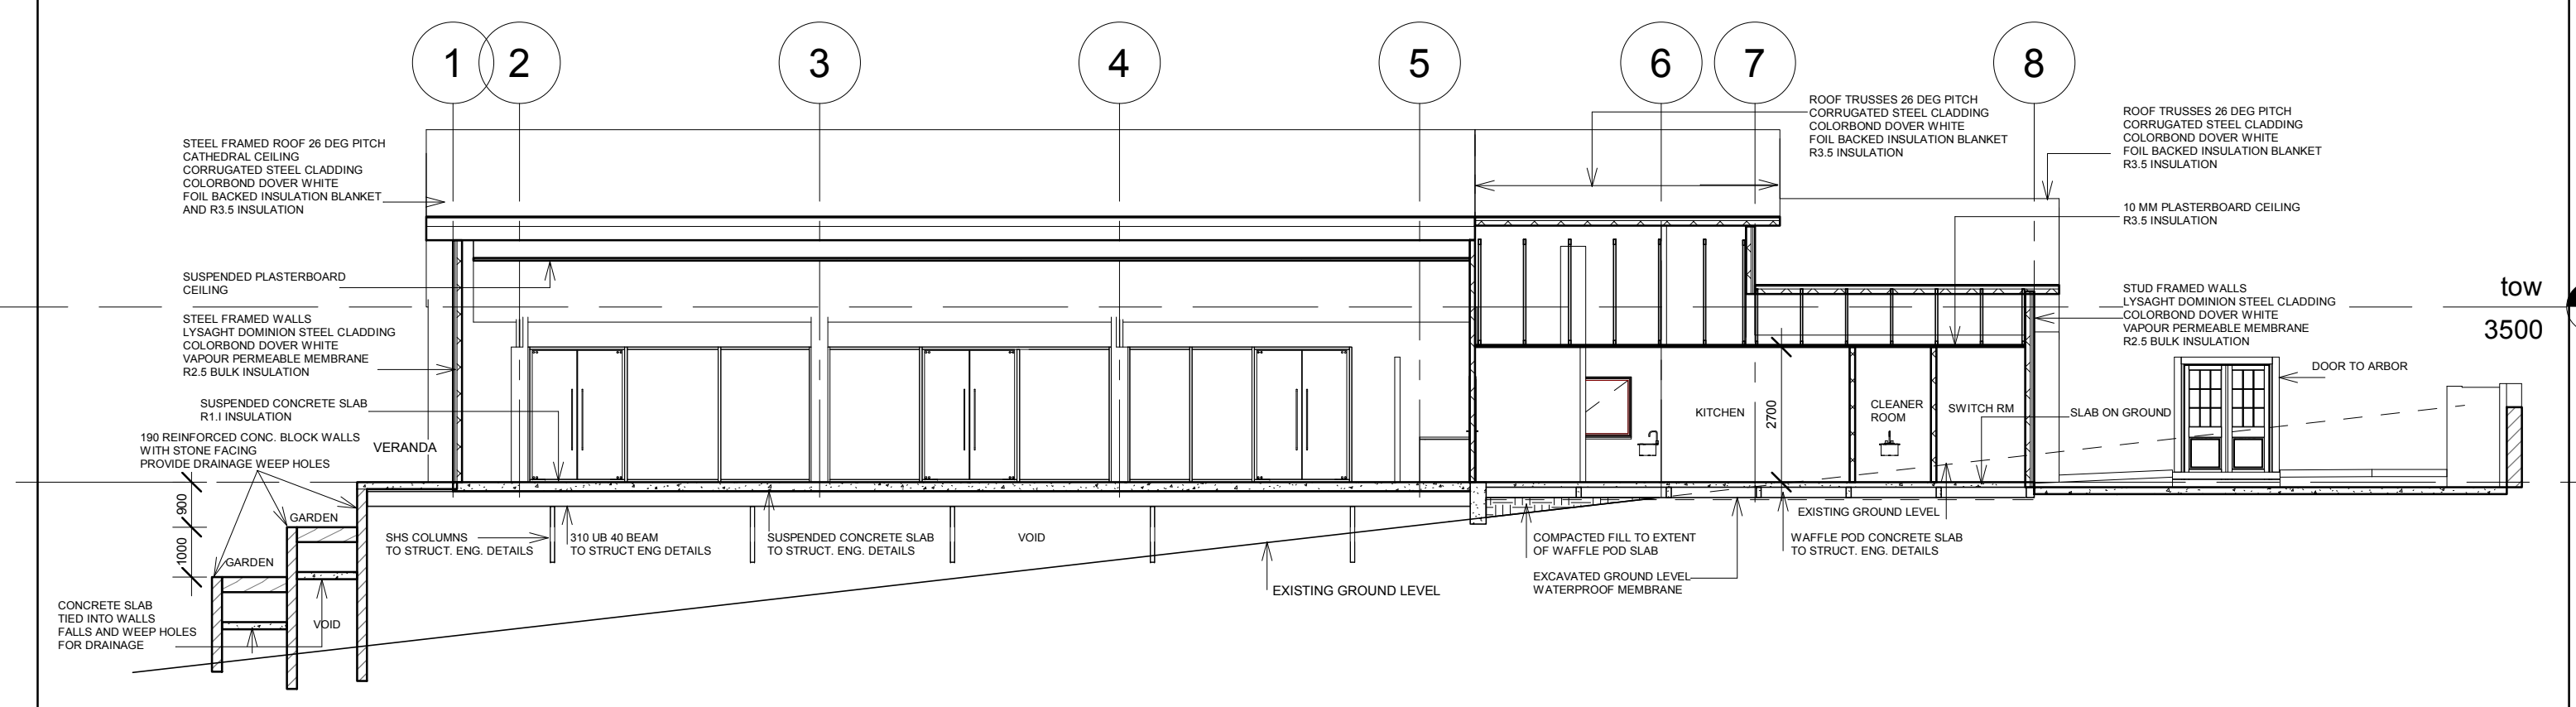 1
2
3
4
5
6
7
8
STEEL FRAMED ROOF 26 DEG PITCH
CATHEDRAL CEILING
CORRUGATED STEEL CLADDING
COLORBOND DOVER WHITE
FOIL BACKED INSULATION BLANKET
AND R3.5 INSULATION
ROOF TRUSSES 26 DEG PITCH
CORRUGATED STEEL CLADDING
COLORBOND DOVER WHITE
FOIL BACKED INSULATION BLANKET
R3.5 INSULATION
ROOF TRUSSES 26 DEG PITCH
CORRUGATED STEEL CLADDING
COLORBOND DOVER WHITE
FOIL BACKED INSULATION BLANKET
R3.5 INSULATION
10 MM PLASTERBOARD CEILING
R3.5 INSULATION
SUSPENDED PLASTERBOARD
CEILING
STEEL FRAMED WALLS
LYSAGHT DOMINION STEEL CLADDING
COLORBOND DOVER WHITE
VAPOUR PERMEABLE MEMBRANE
R2.5 BULK INSULATION
STUD FRAMED WALLS
LYSAGHT DOMINION STEEL CLADDING
COLORBOND DOVER WHITE
VAPOUR PERMEABLE MEMBRANE
R2.5 BULK INSULATION
tow
3500
DOOR TO ARBOR
SUSPENDED CONCRETE SLAB
R1.I INSULATION
190 REINFORCED CONC. BLOCK WALLS
WITH STONE FACING
PROVIDE DRAINAGE WEEP HOLES
VERANDA
KITCHEN
2700
CLEANER
ROOM
SWITCH RM
SLAB ON GROUND
900
1000
GARDEN
GARDEN
SHS COLUMNS
TO STRUCT. ENG. DETAILS
310 UB 40 BEAM
TO STRUCT ENG DETAILS
SUSPENDED CONCRETE SLAB
TO STRUCT. ENG. DETAILS
VOID
EXISTING GROUND LEVEL
COMPACTED FILL TO EXTENT
OF WAFFLE POD SLAB
WAFFLE POD CONCRETE SLAB
TO STRUCT. ENG. DETAILS
EXCAVATED GROUND LEVEL
WATERPROOF MEMBRANE
EXISTING GROUND LEVEL
CONCRETE SLAB
TIED INTO WALLS
FALLS AND WEEP HOLES
FOR DRAINAGE
VOID